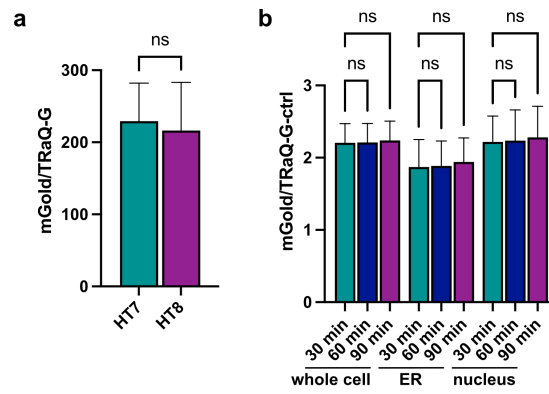 a
ns
mGold/TRaQ-G
300
200
100
0
HT7
HT8
b
ns
ns
ns
ns
ns
ns
mGold/TRaQ-G-ctrl
3
2
1
0
30 min
60 min
90 min
30 min
60 min
90 min
30 min
60 min
90 min
whole cell
ER
nucleus